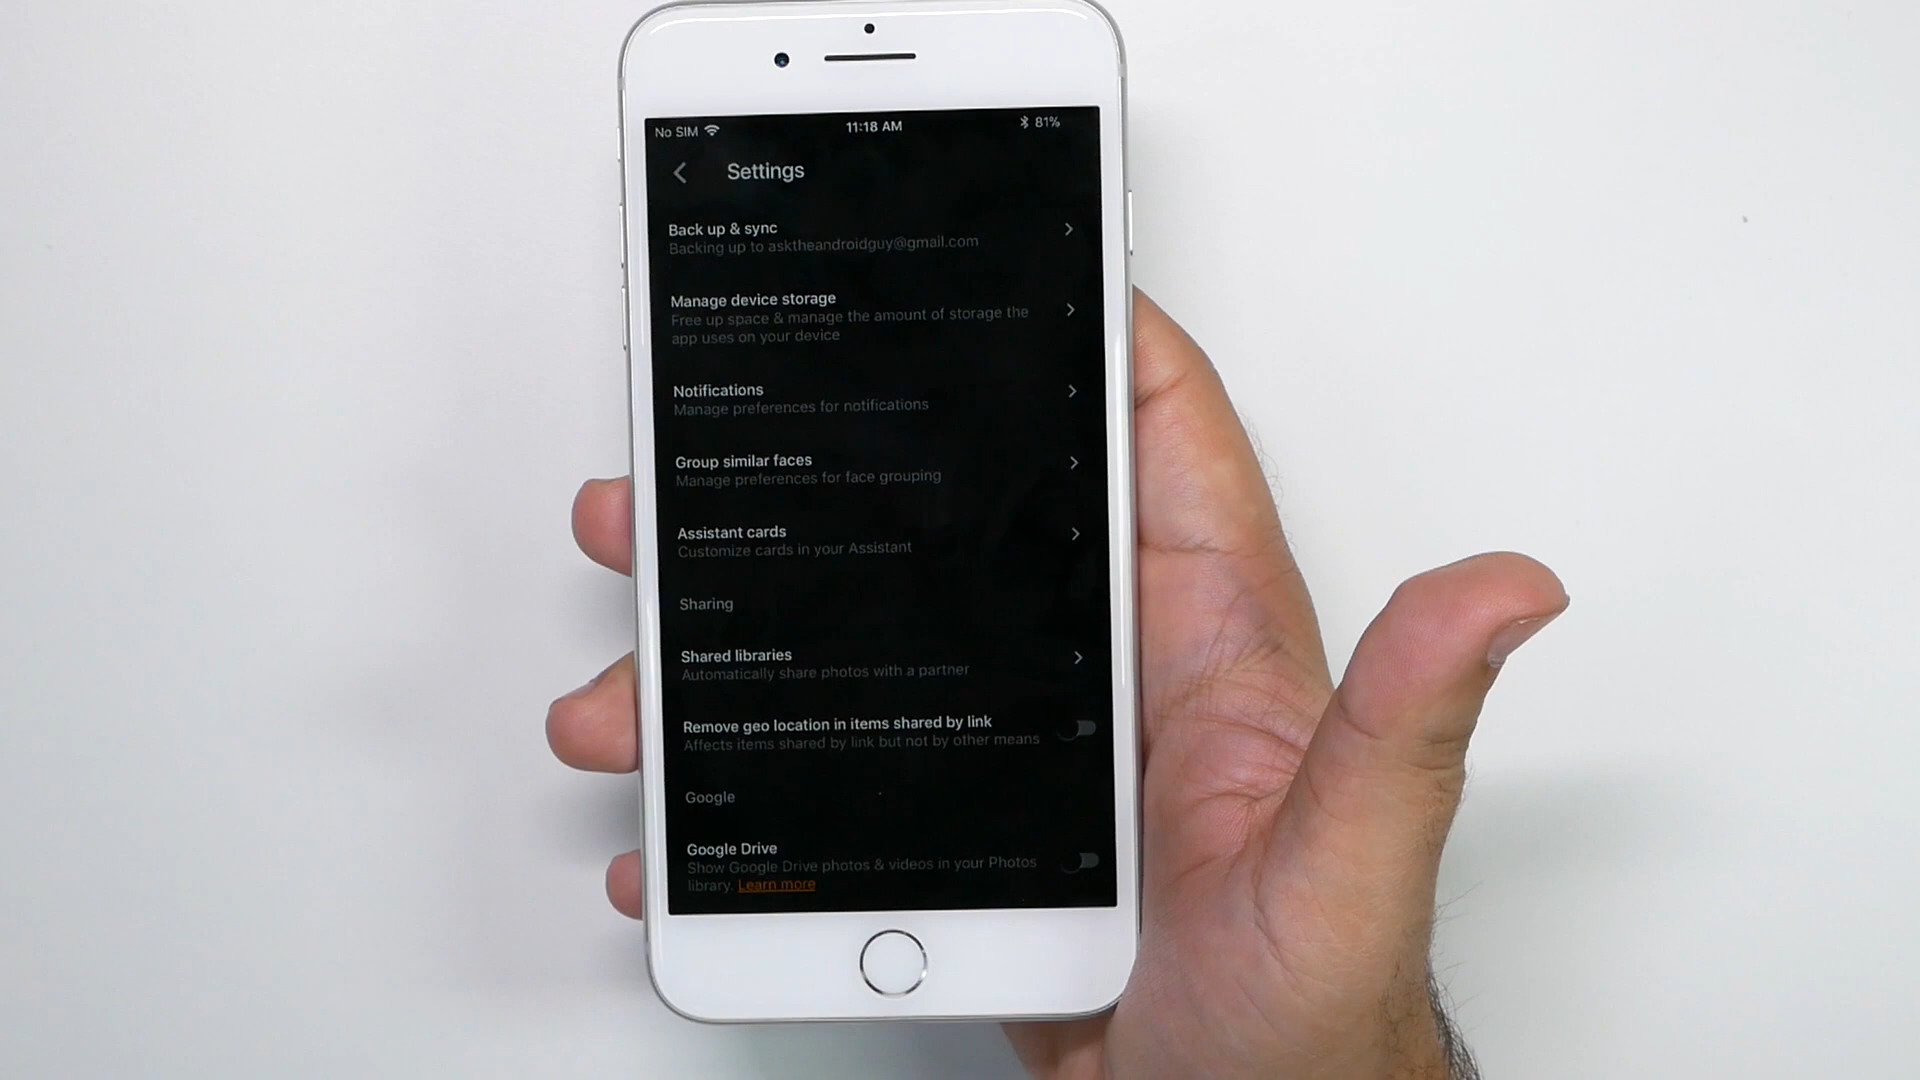 No SIM 11:18 AM 81%
Settings
Back up & sync
Backing up to asktheandroidguy@gmail.com
Manage device storage
Free up space & manage the amount of storage the
app uses on your device
Notifications
Manage preferences for notifications
Group similar faces
Manage preferences for face grouping
Assistant cards
Customize cards in your Assistant
Sharing
Shared libraries
Automatically share photos with a partner
Remove geo location in items shared by link
Affects items shared by link but not by other means
Google
Google Drive
Show Google Drive photos & videos in your Photos
library. Learn more